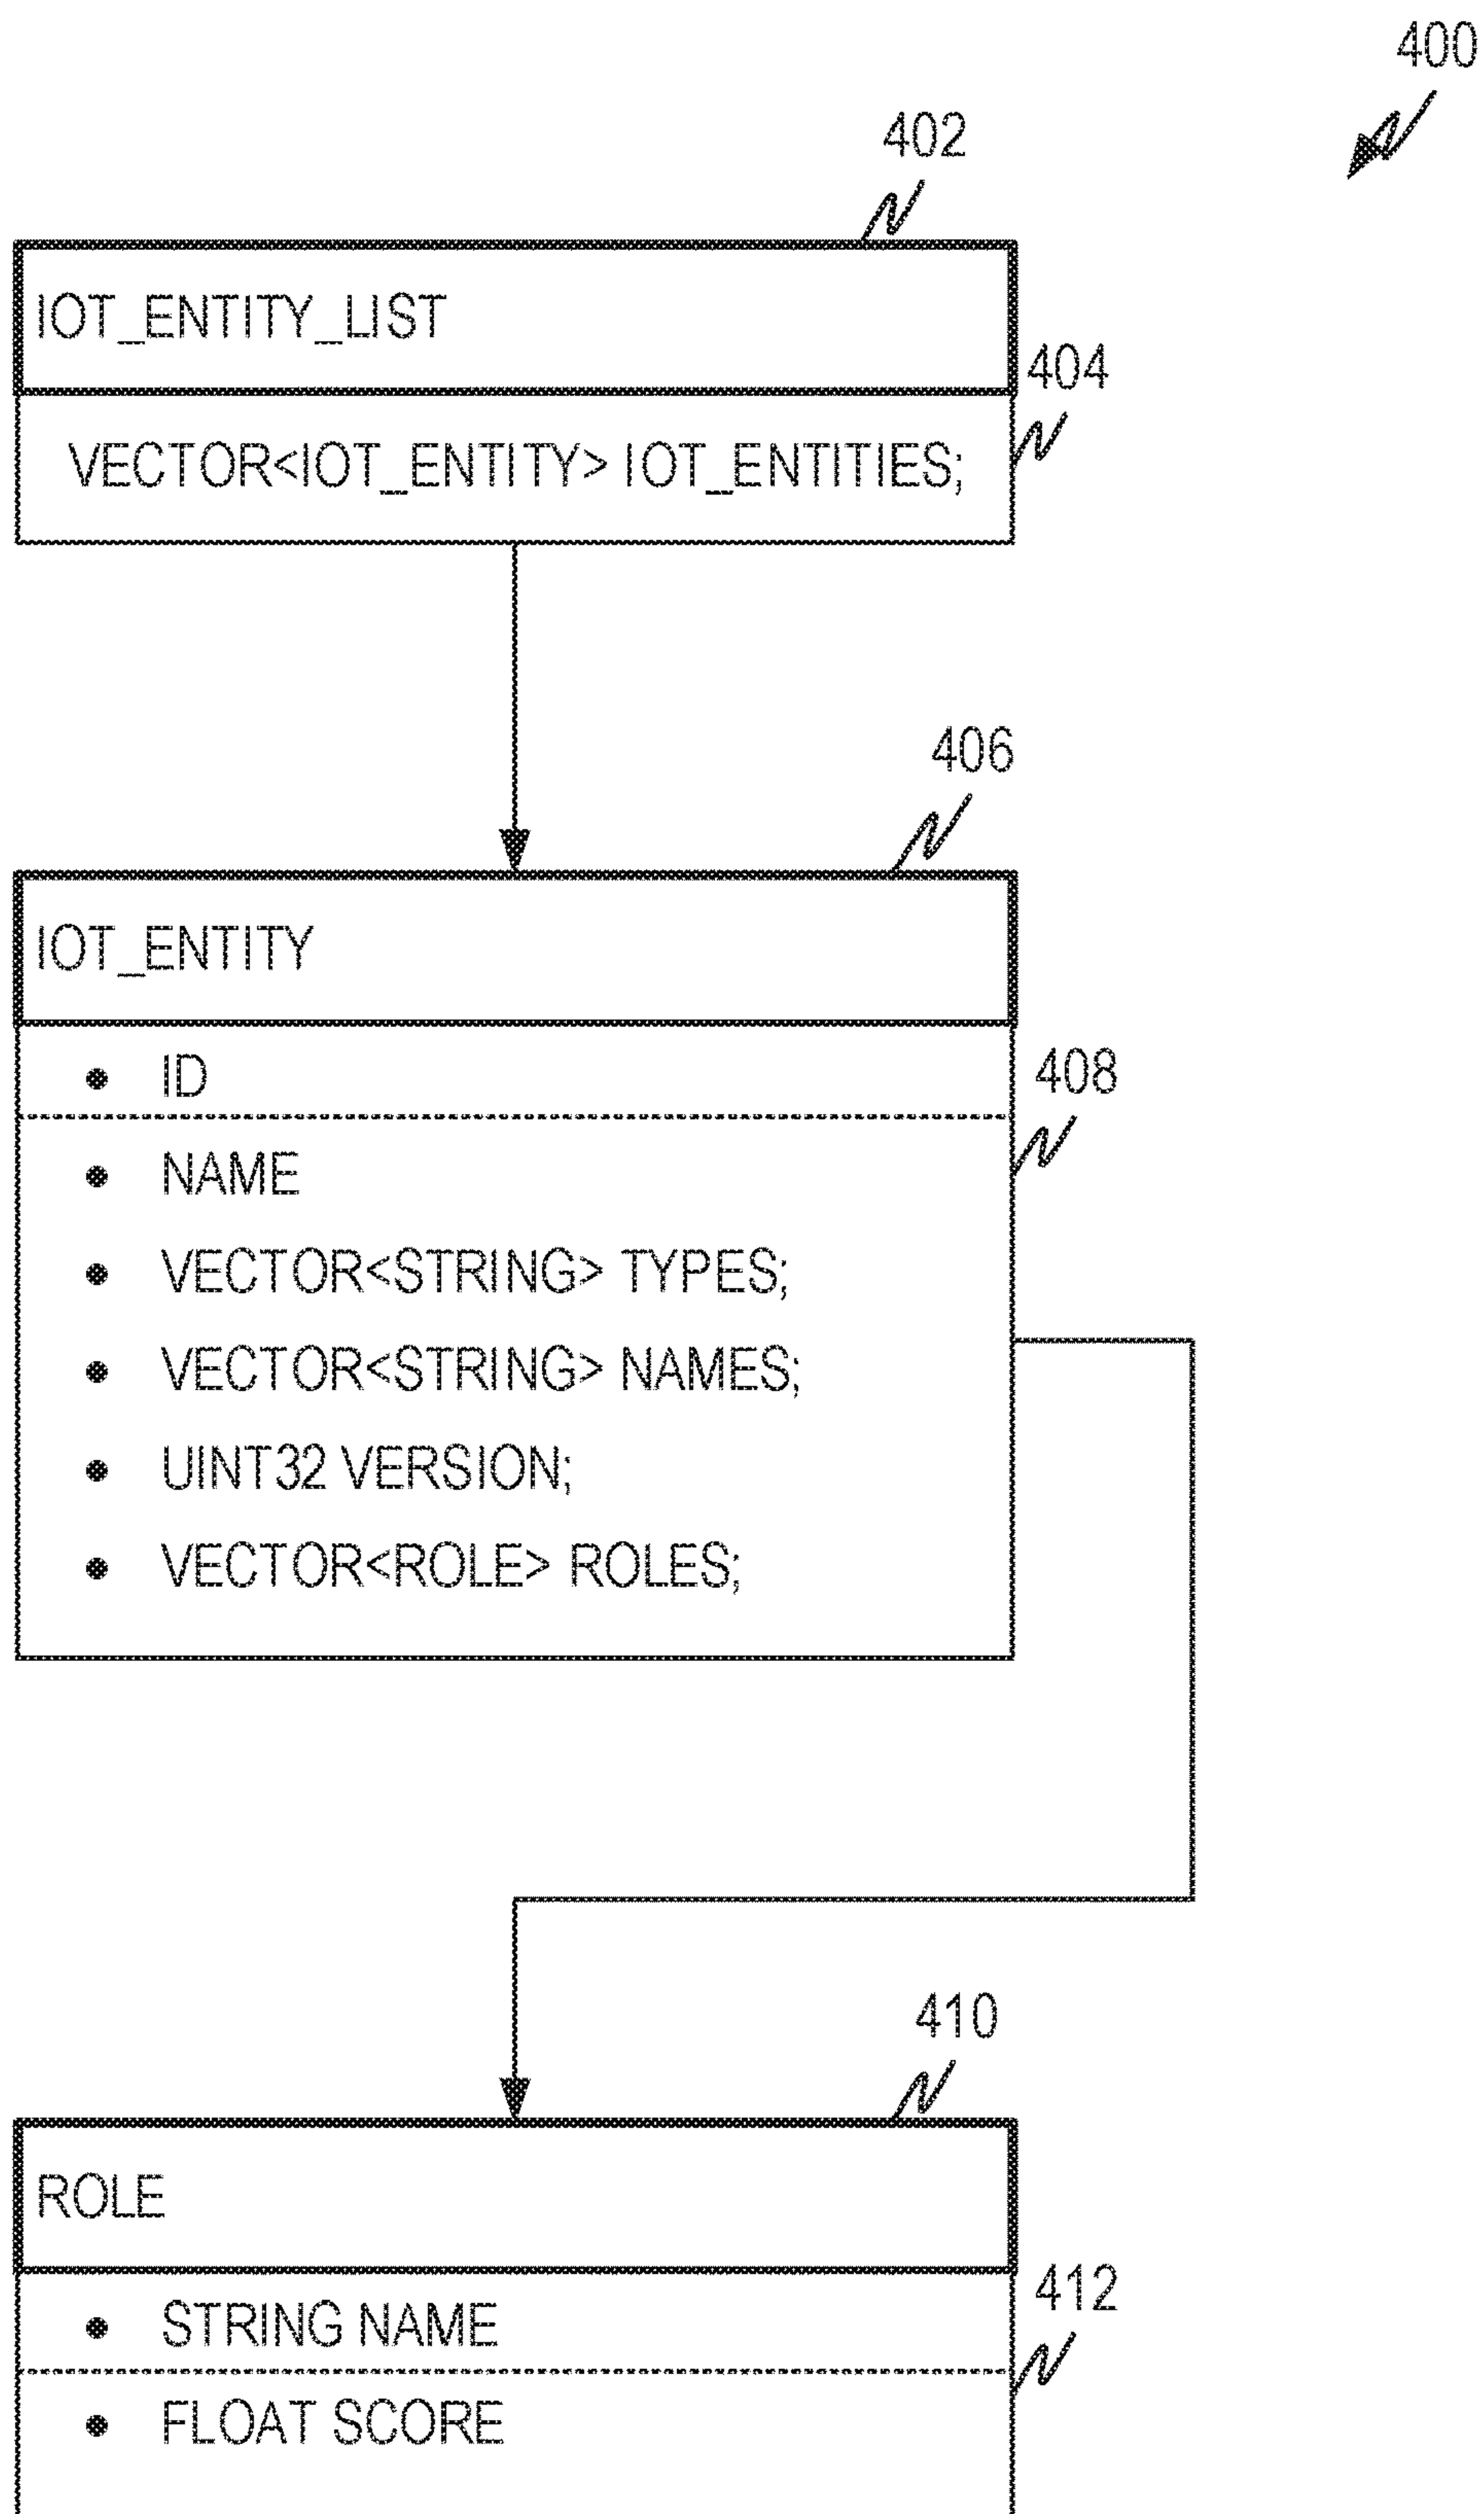 400
402
IOT_ENTITY_LIST
404
VECTOR<IOT_ENTITY> IOT_ENTITIES;
406
IOT_ENTITY
• ID
408
• NAME
• VECTOR<STRING> TYPES;
• VECTOR<STRING> NAMES;
• UINT32 VERSION;
• VECTOR<ROLE> ROLES;
410
ROLE
412
• STRING NAME
• FLOAT SCORE